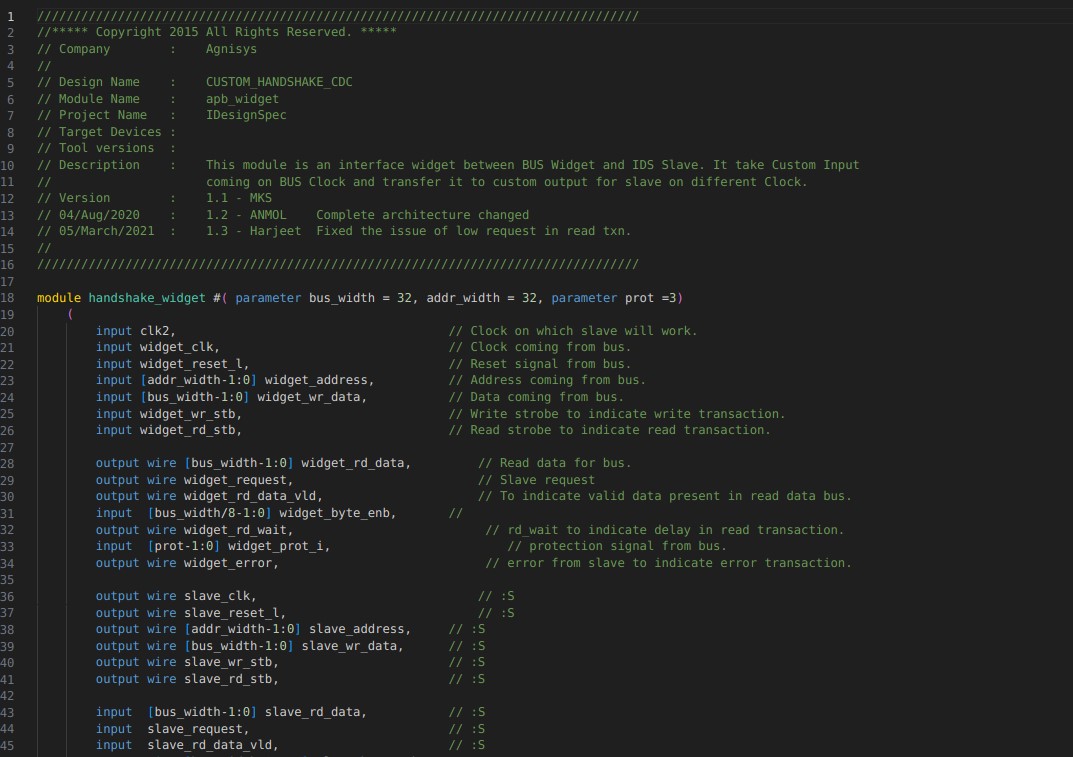 1 //////////////////////////////////////////////////////////////////////////////////
2 //***** Copyright 2015 All Rights Reserved. *****
3 // Company        :    Agnisys
4 //
5 // Design Name    :    CUSTOM_HANDSHAKE_CDC
6 // Module Name    :    apb_widget
7 // Project Name   :    IDesignSpec
8 // Target Devices :
9 // Tool versions  :
10 // Description    :    This module is an interface widget between BUS Widget and IDS Slave. It take Custom Input
11 //                     coming on BUS Clock and transfer it to custom output for slave on different Clock.
12 // Version        :    1.1 - MKS
13 // 04/Aug/2020    :    1.2 - ANMOL    Complete architecture changed
14 // 05/March/2021  :    1.3 - Harjeet  Fixed the issue of low request in read txn.
15 //
16 //////////////////////////////////////////////////////////////////////////////////
17
18 module handshake_widget #( parameter bus_width = 32, addr_width = 32, parameter prot =3)
19     (
20         input clk2,                                     // Clock on which slave will work.
21         input widget_clk,                               // Clock coming from bus.
22         input widget_reset_l,                           // Reset signal from bus.
23         input [addr_width-1:0] widget_address,          // Address coming from bus.
24         input [bus_width-1:0] widget_wr_data,           // Data coming from bus.
25         input widget_wr_stb,                            // Write strobe to indicate write transaction.
26         input widget_rd_stb,                            // Read strobe to indicate read transaction.
27
28         output wire [bus_width-1:0] widget_rd_data,         // Read data for bus.
29         output wire widget_request,                         // Slave request
30         output wire widget_rd_data_vld,                     // To indicate valid data present in read data bus.
31         input  [bus_width/8-1:0] widget_byte_enb,       //
32         output wire widget_rd_wait,                          // rd_wait to indicate delay in read transaction.
33         input  [prot-1:0] widget_prot_i,                        // protection signal from bus.
34         output wire widget_error,                            // error from slave to indicate error transaction.
35
36         output wire slave_clk,                              // :S
37         output wire slave_reset_l,                          // :S
38         output wire [addr_width-1:0] slave_address,     // :S
39         output wire [bus_width-1:0] slave_wr_data,      // :S
40         output wire slave_wr_stb,                       // :S
41         output wire slave_rd_stb,                       // :S
42
43         input  [bus_width-1:0] slave_rd_data,           // :S
44         input  slave_request,                           // :S
45         input  slave_rd_data_vld,                       // :S